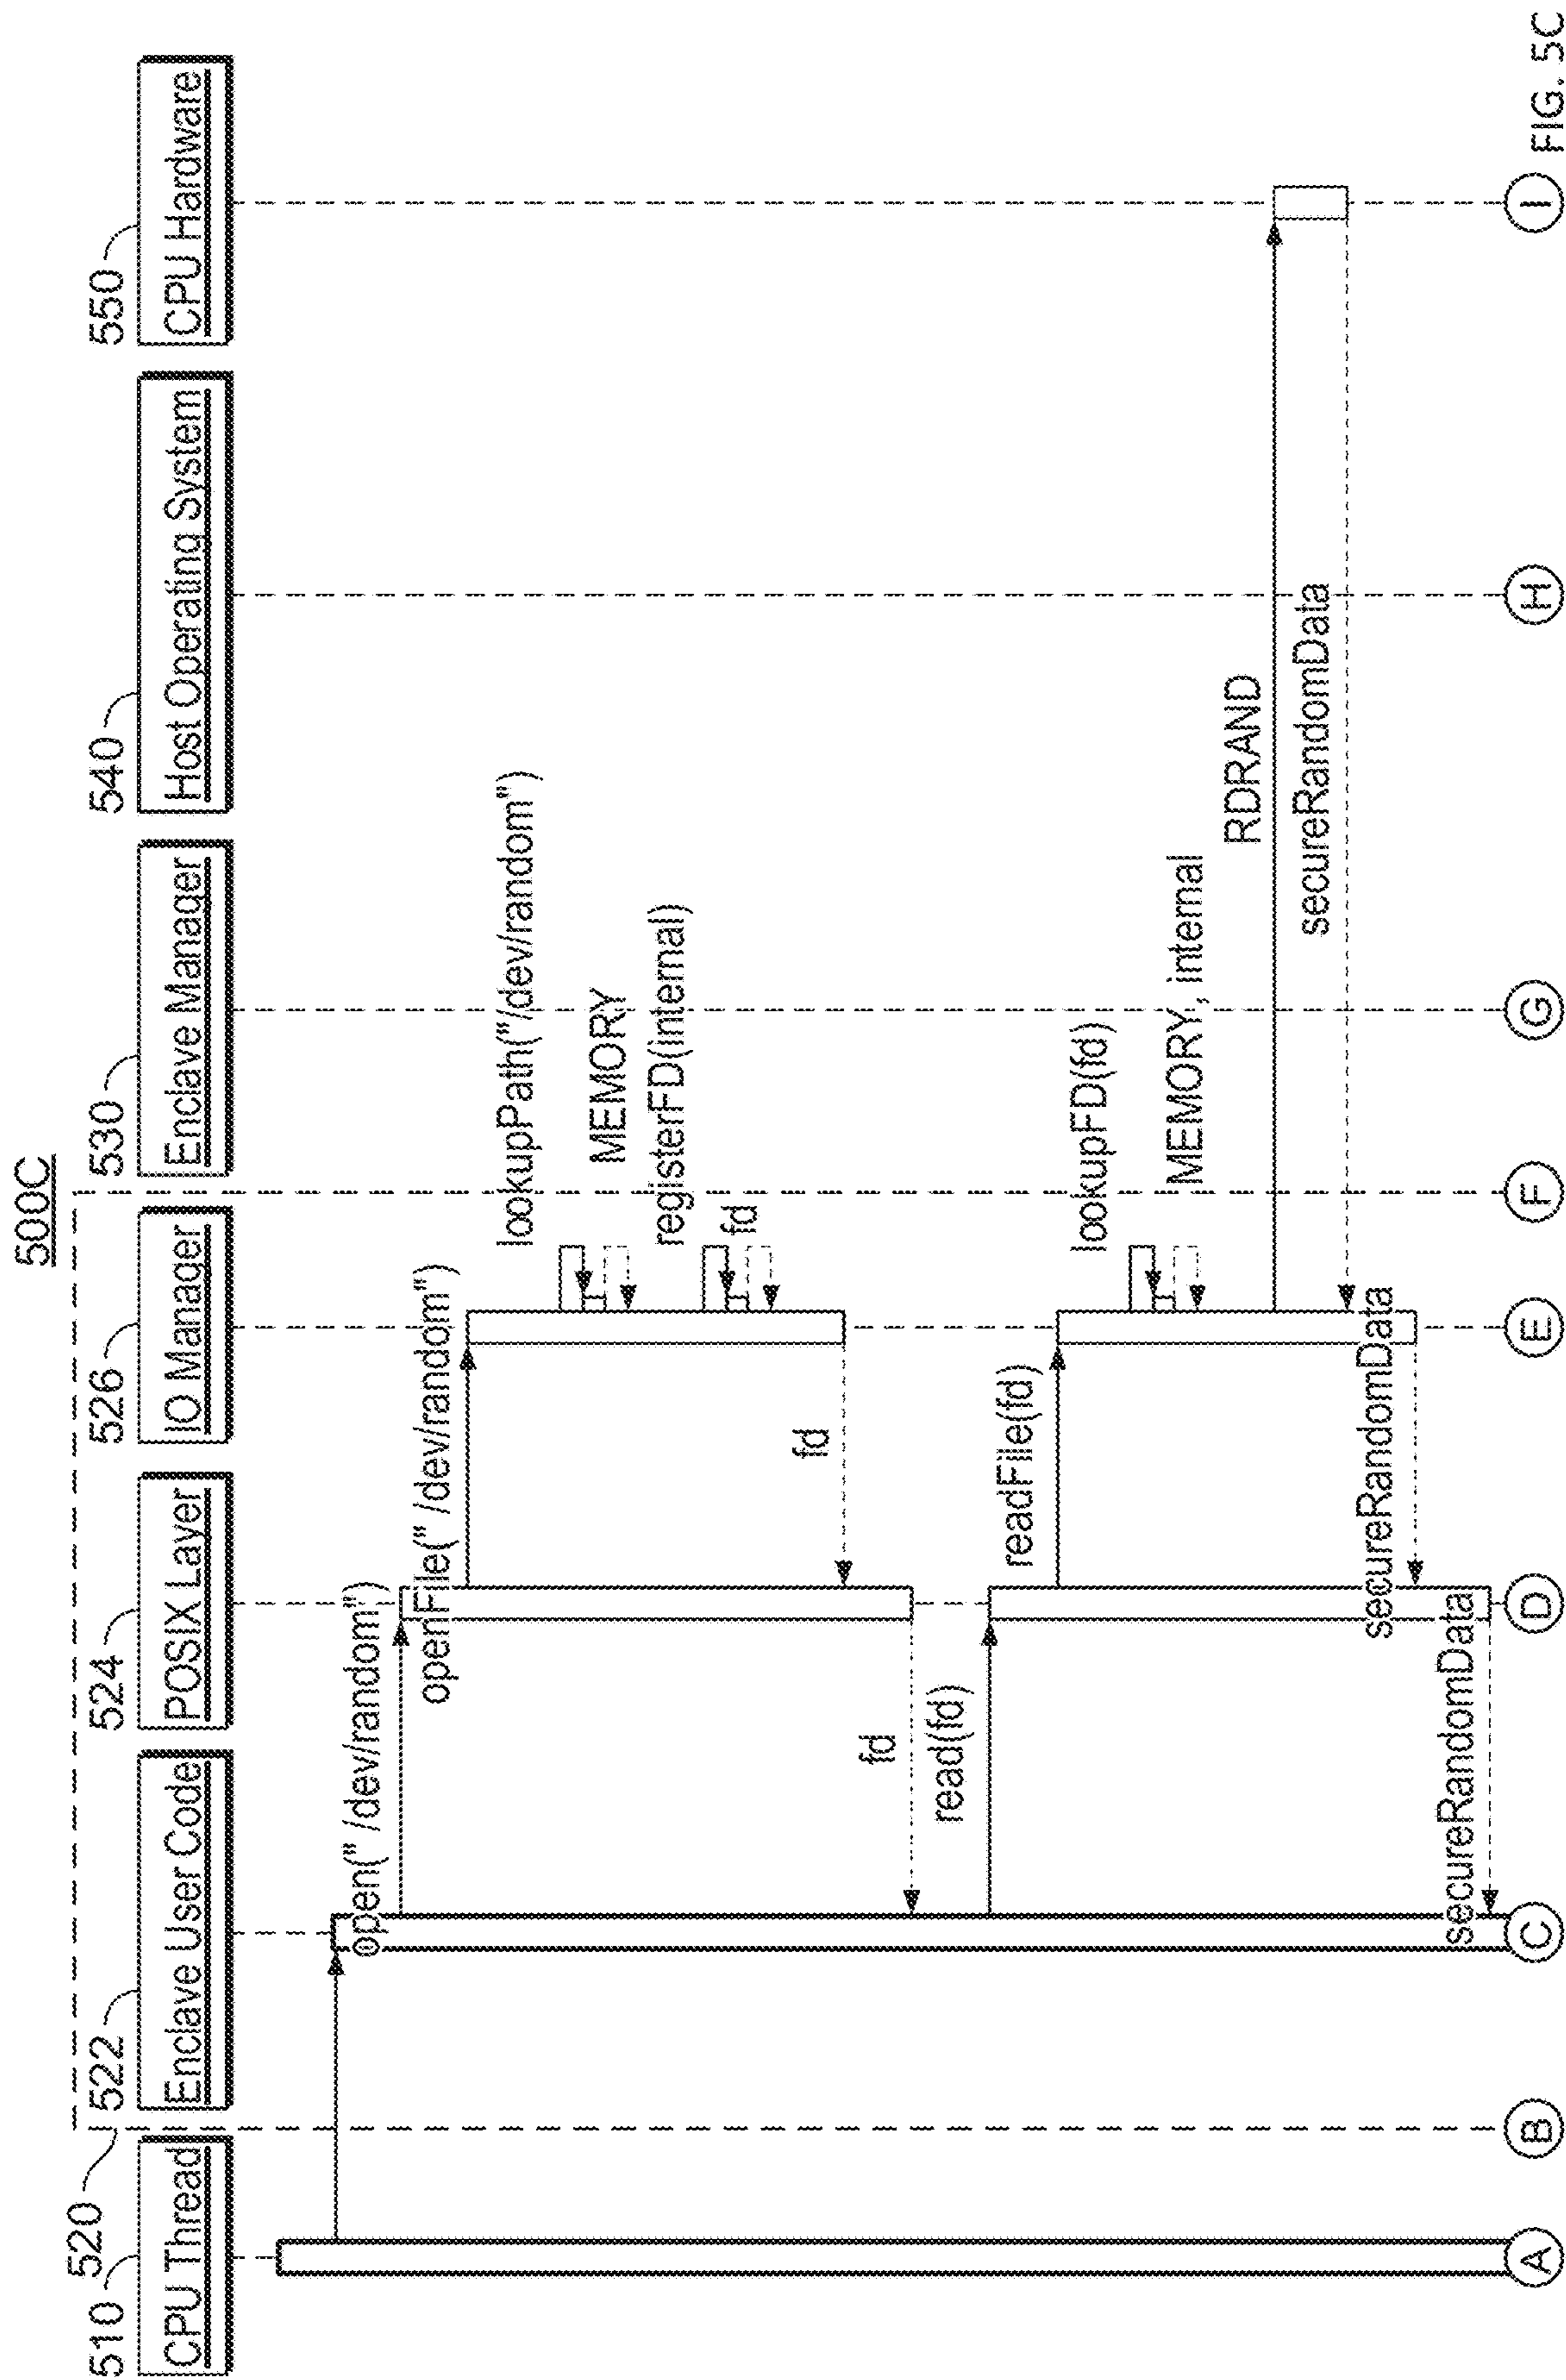 500C
510
520
522
524
526
530
540
550
CPU Thread
Enclave User Code
POSIX Layer
IO Manager
Enclave Manager
Host Operating System
CPU Hardware
open(" /dev/random")
openFile(" /dev/random")
lookupPath("/dev/random")
MEMORY
registerFD(internal)
fd
fd
fd
read(fd)
readFile(fd)
lookupFD(fd)
MEMORY, internal
RDRAND
secureRandomData
secureRandomData
secureRandomData
A
B
C
D
E
F
G
H
I
FIG. 5C